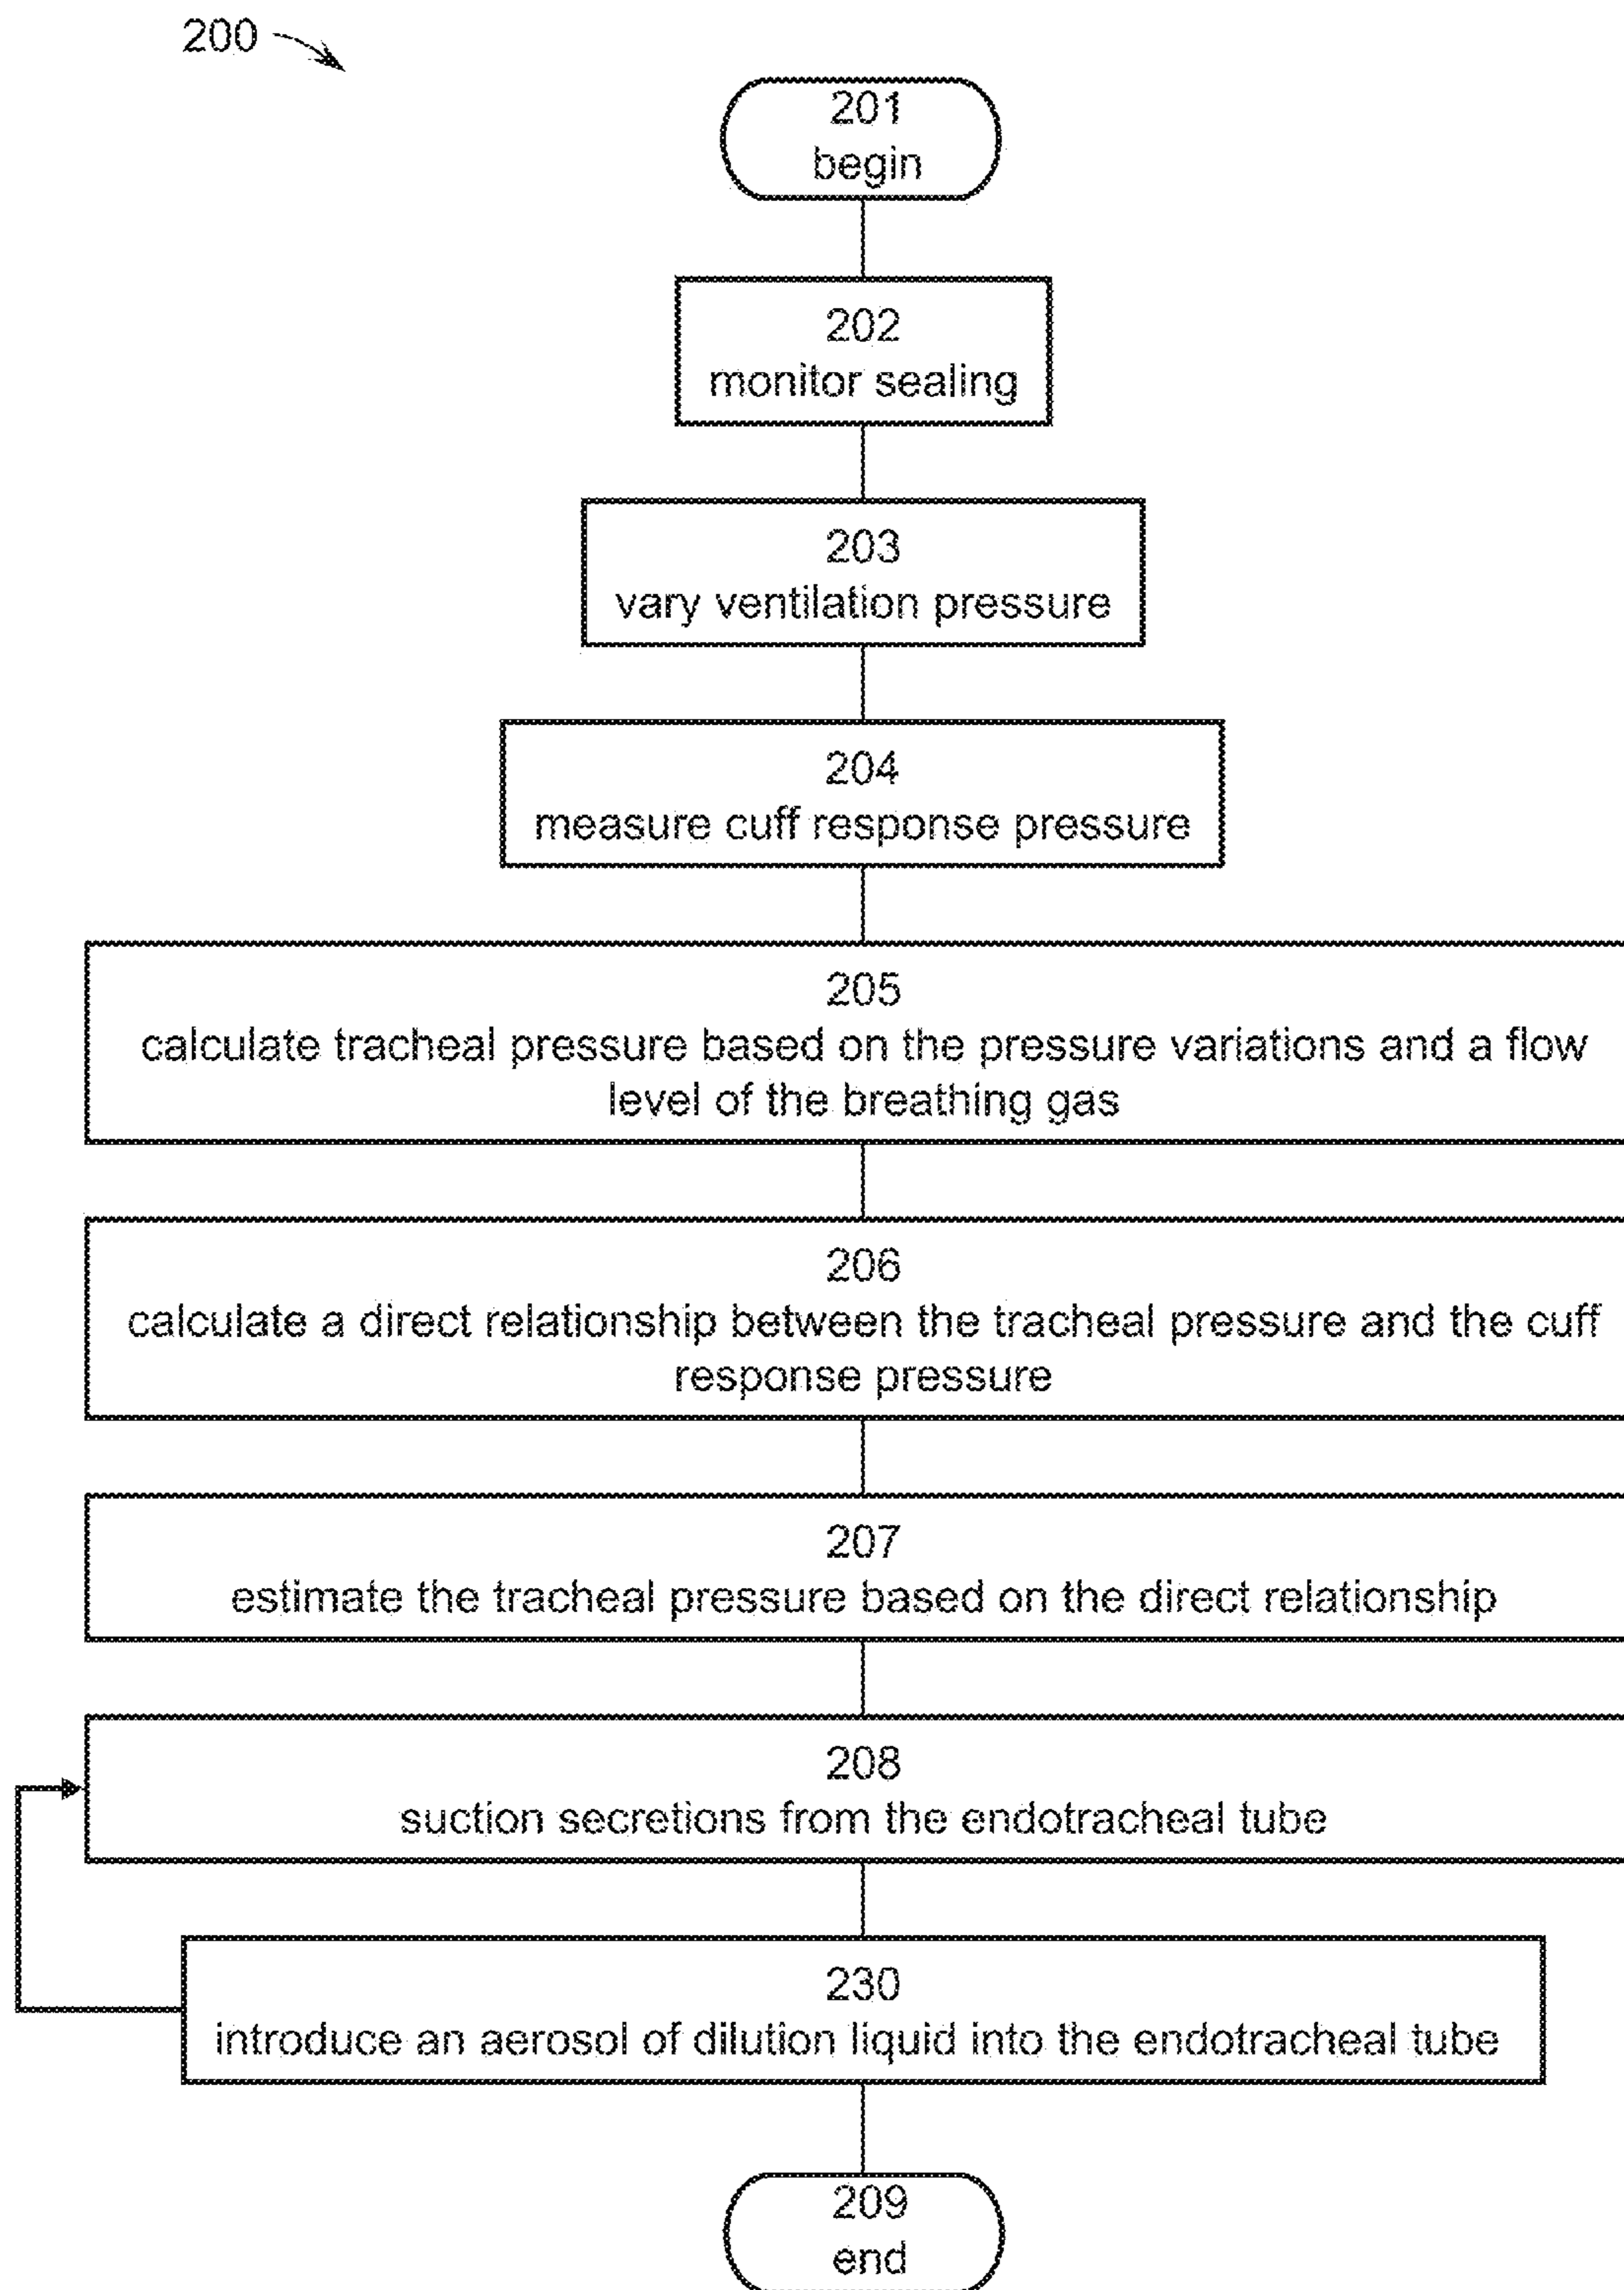 200
201
begin
202
monitor sealing
203
vary ventilation pressure
204
measure cuff response pressure
205
calculate tracheal pressure based on the pressure variations and a flow
level of the breathing gas
206
calculate a direct relationship between the tracheal pressure and the cuff
response pressure
207
estimate the tracheal pressure based on the direct relationship
208
suction secretions from the endotracheal tube
230
introduce an aerosol of dilution liquid into the endotracheal tube
209
end